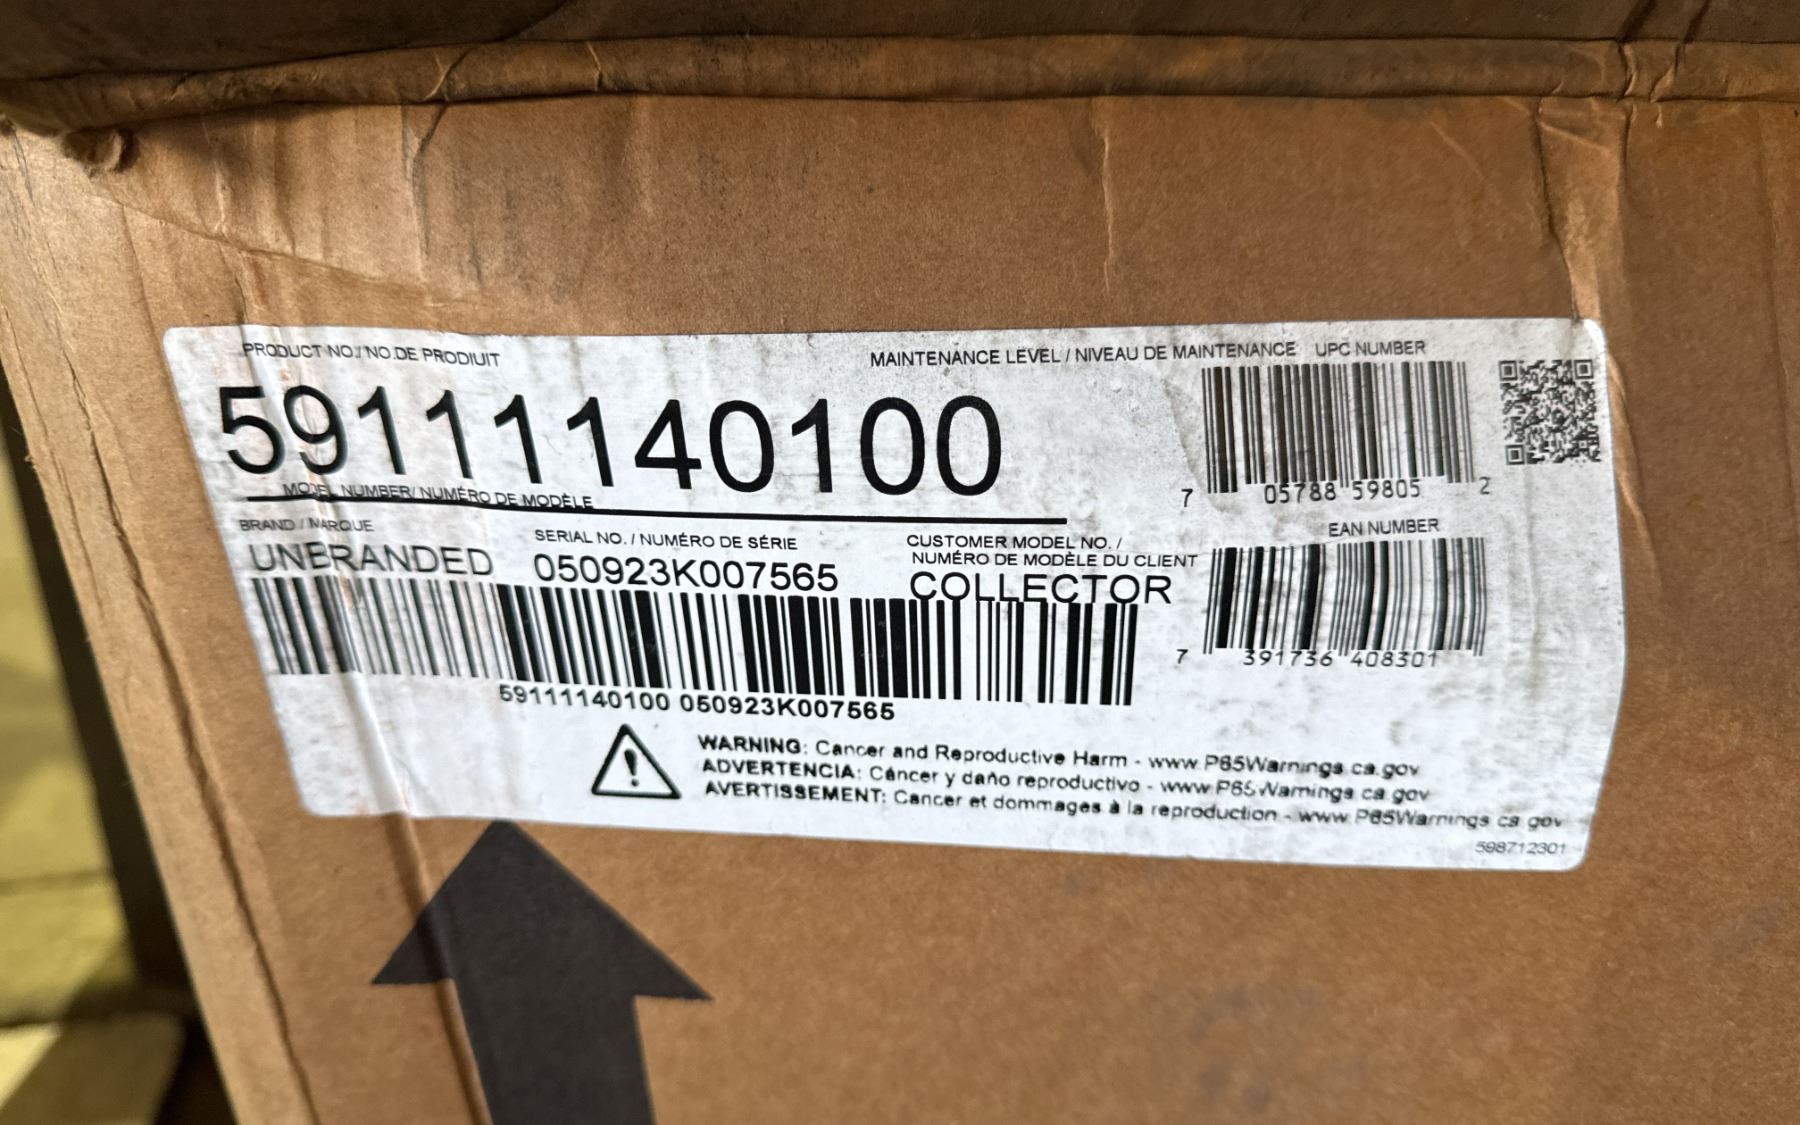 PRODUCT NO./NO.DE PRODIUIT
MAINTENANCE LEVEL / NIVEAU DE MAINTENANCE UPC NUMBER
59111140100
7 05788 59805 2
MODEL NUMBER/ NUMÉRO DE MODÈLE
BRAND / MARQUE
UNBRANDED
SERIAL NO. / NUMÉRO DE SÉRIE
050923K007565
CUSTOMER MODEL NO. /
NUMÉRO DE MODÈLE DU CLIENT
COLLECTOR
EAN NUMBER
7 391736 408301
59111140100 050923K007565
WARNING: Cancer and Reproductive Harm - www.P65Warnings.ca.gov
ADVERTENCIA: Cáncer y daño reproductivo - www.P65Warnings.ca.gov
AVERTISSEMENT: Cancer et dommages à la reproduction - www.P65Warnings.ca.gov
598712301